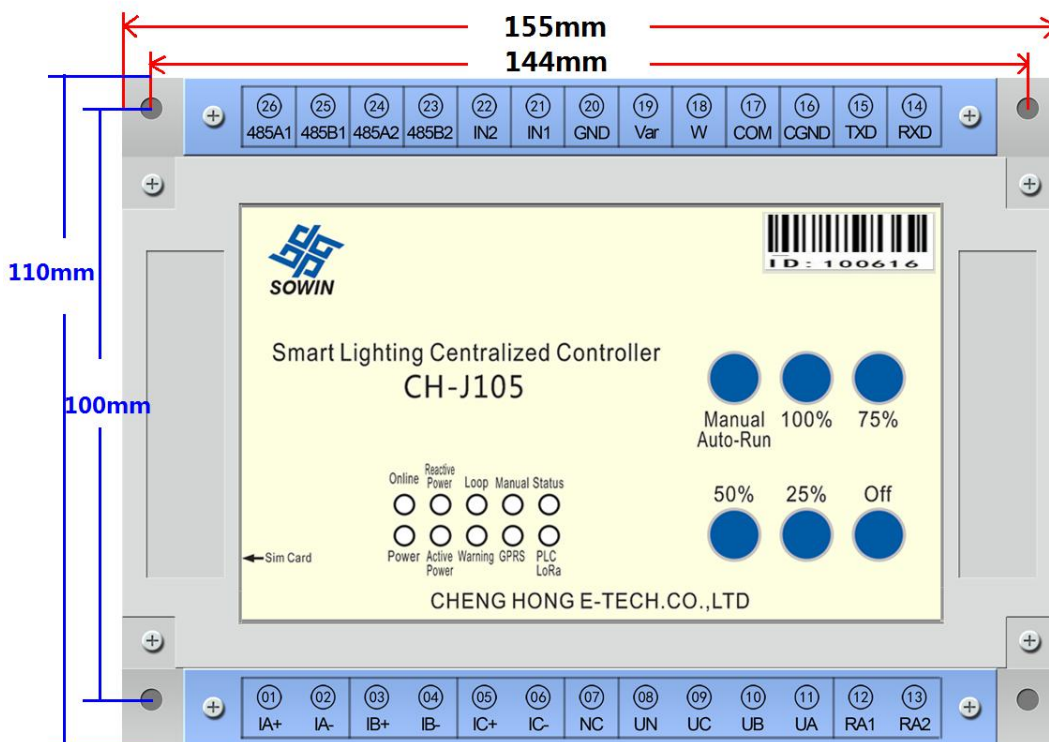 155mm
144mm
26 25 24 23 22 21 20 19 18 17 16 15 14
485A1 485B1 485A2 485B2 IN2 IN1 GND Var W COM CGND TXD RXD
SOWIN
ID:100616
110mm
Smart Lighting Centralized Controller
CH-J105
100mm
Manual Auto-Run
100%
75%
50% 25% Off
Online Reactive Power Loop Manual Status
Power Active Power Warning GPRS PLC LoRa
Sim Card
CHENG HONG E-TECH.CO.,LTD
01 02 03 04 05 06 07 08 09 10 11 12 13
IA+ IA- IB+ IB- IC+ IC- NC UN UC UB UA RA1 RA2